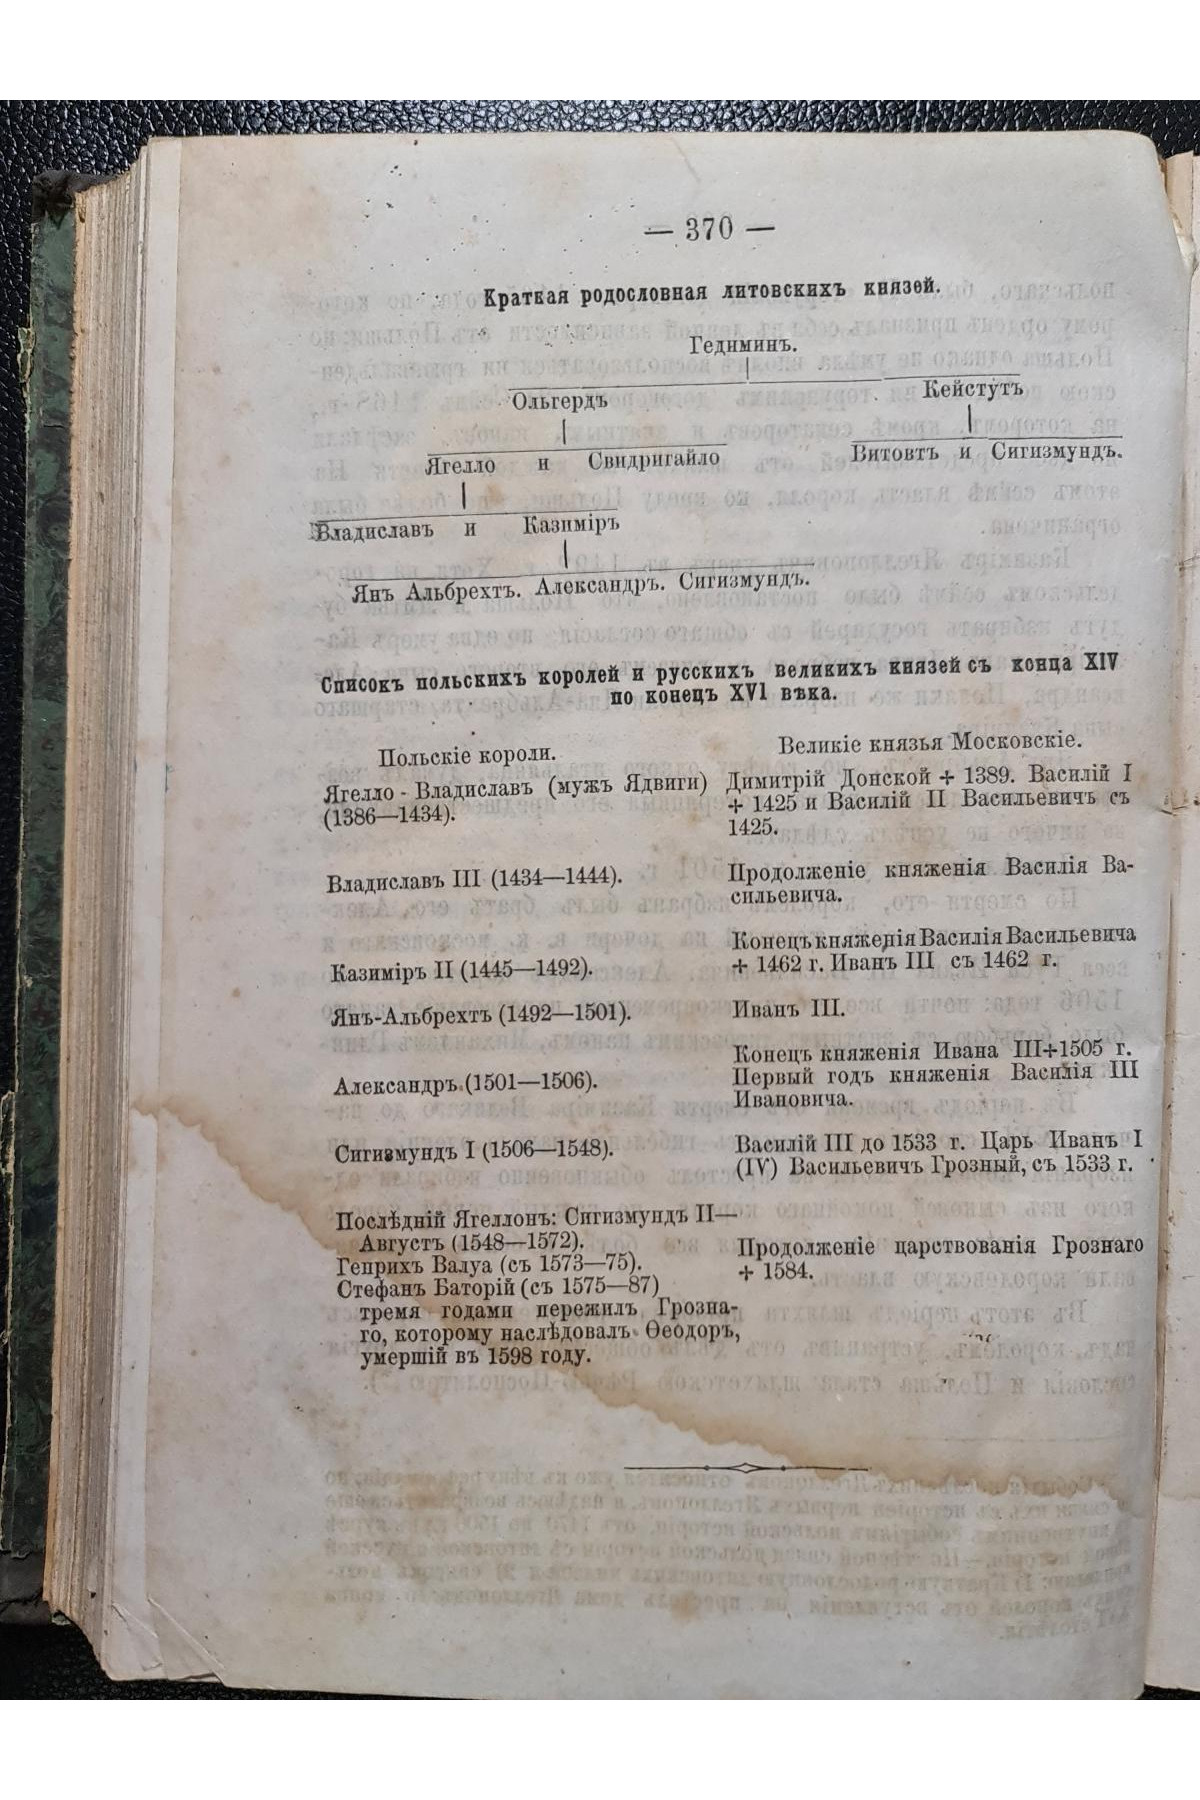 — 370 —
Краткая родословная литовскихъ князей.
Гедиминъ.
Ольгердъ Кейстутъ
Ягелло и Свидригайло Витовтъ и Сигизмундъ.
Владиславъ и Казиміръ
Янъ Альбрехтъ. Александръ. Сигизмундъ.
Списокъ польскихъ королей и русскихъ великихъ князей съ конца XIV
по конецъ XVI вѣка.
Польскіе короли.
Ягелло - Владиславъ (мужъ Ядвиги)
(1386—1434).
Владиславъ III (1434—1444).
Казиміръ II (1445—1492).
Янъ-Альбрехтъ (1492—1501).
Александръ (1501—1506).
Сигизмундъ I (1506—1548).
Послѣдній Ягеллонъ: Сигизмундъ II—
Августъ (1548—1572).
Генрихъ Валуа (съ 1573—75).
Стефанъ Баторій (съ 1575—87)
тремя годами пережилъ Грозна-
го, которому наслѣдовалъ Ѳеодоръ,
умершій въ 1598 году.
Великіе князья Московскіе.
Димитрій Донской + 1389. Василій I
+ 1425 и Василій II Васильевичъ съ
1425.
Продолженіе княженія Василія Ва-
сильевича.
Конецъ княженія Василія Васильевича
+ 1462 г. Иванъ III съ 1462 г.
Иванъ III.
Конецъ княженія Ивана III+1505 г.
Первый годъ княженія Василія III
Ивановича.
Василій III до 1533 г. Царь Иванъ I
(IV) Васильевичъ Грозный, съ 1533 г.
Продолженіе царствованія Грознаго
+ 1584.